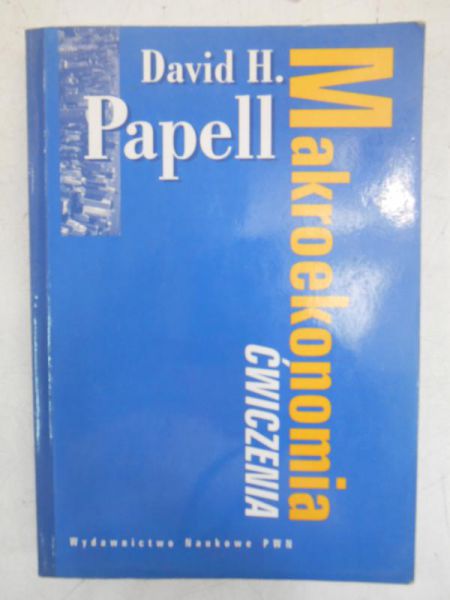 David H.
Papell
Makroekonomia
ĆWICZENIA
Wydawnictwo Naukowe PWN